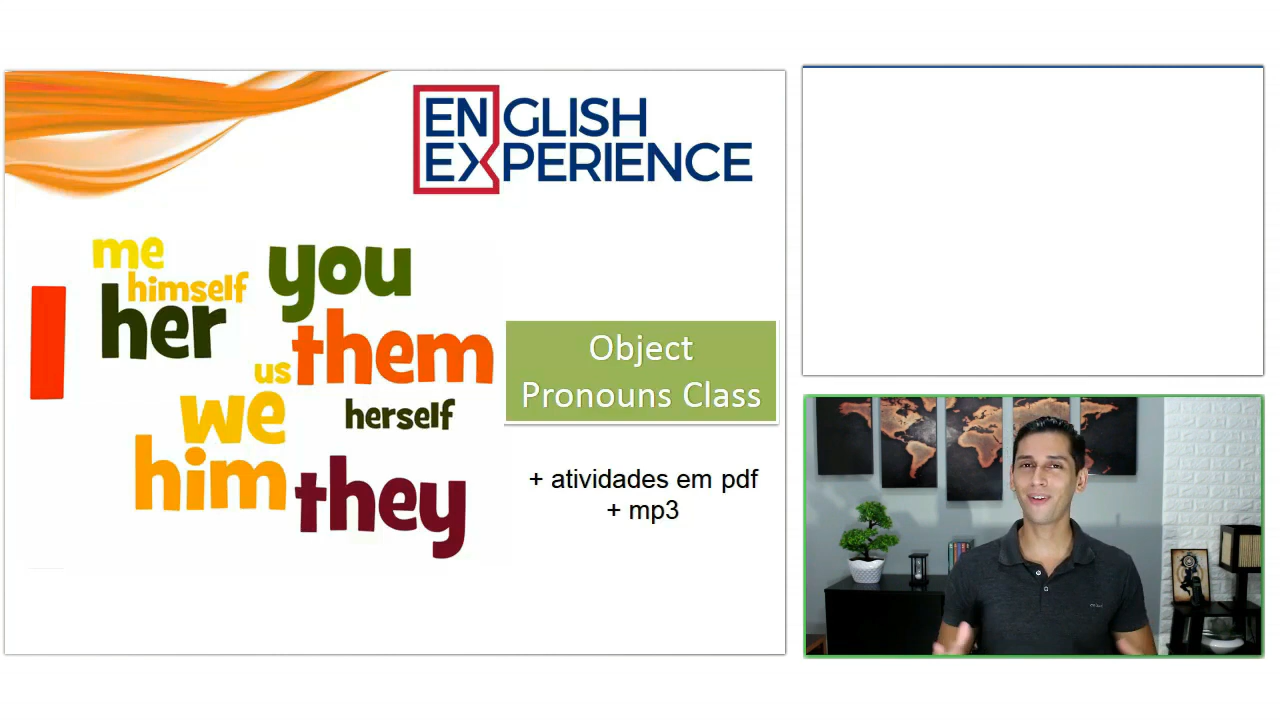 ENGLISH
EXPERIENCE
me
himself
you
I
her
them
us
we
herself
him
they
Object
Pronouns Class
+ atividades em pdf
+ mp3